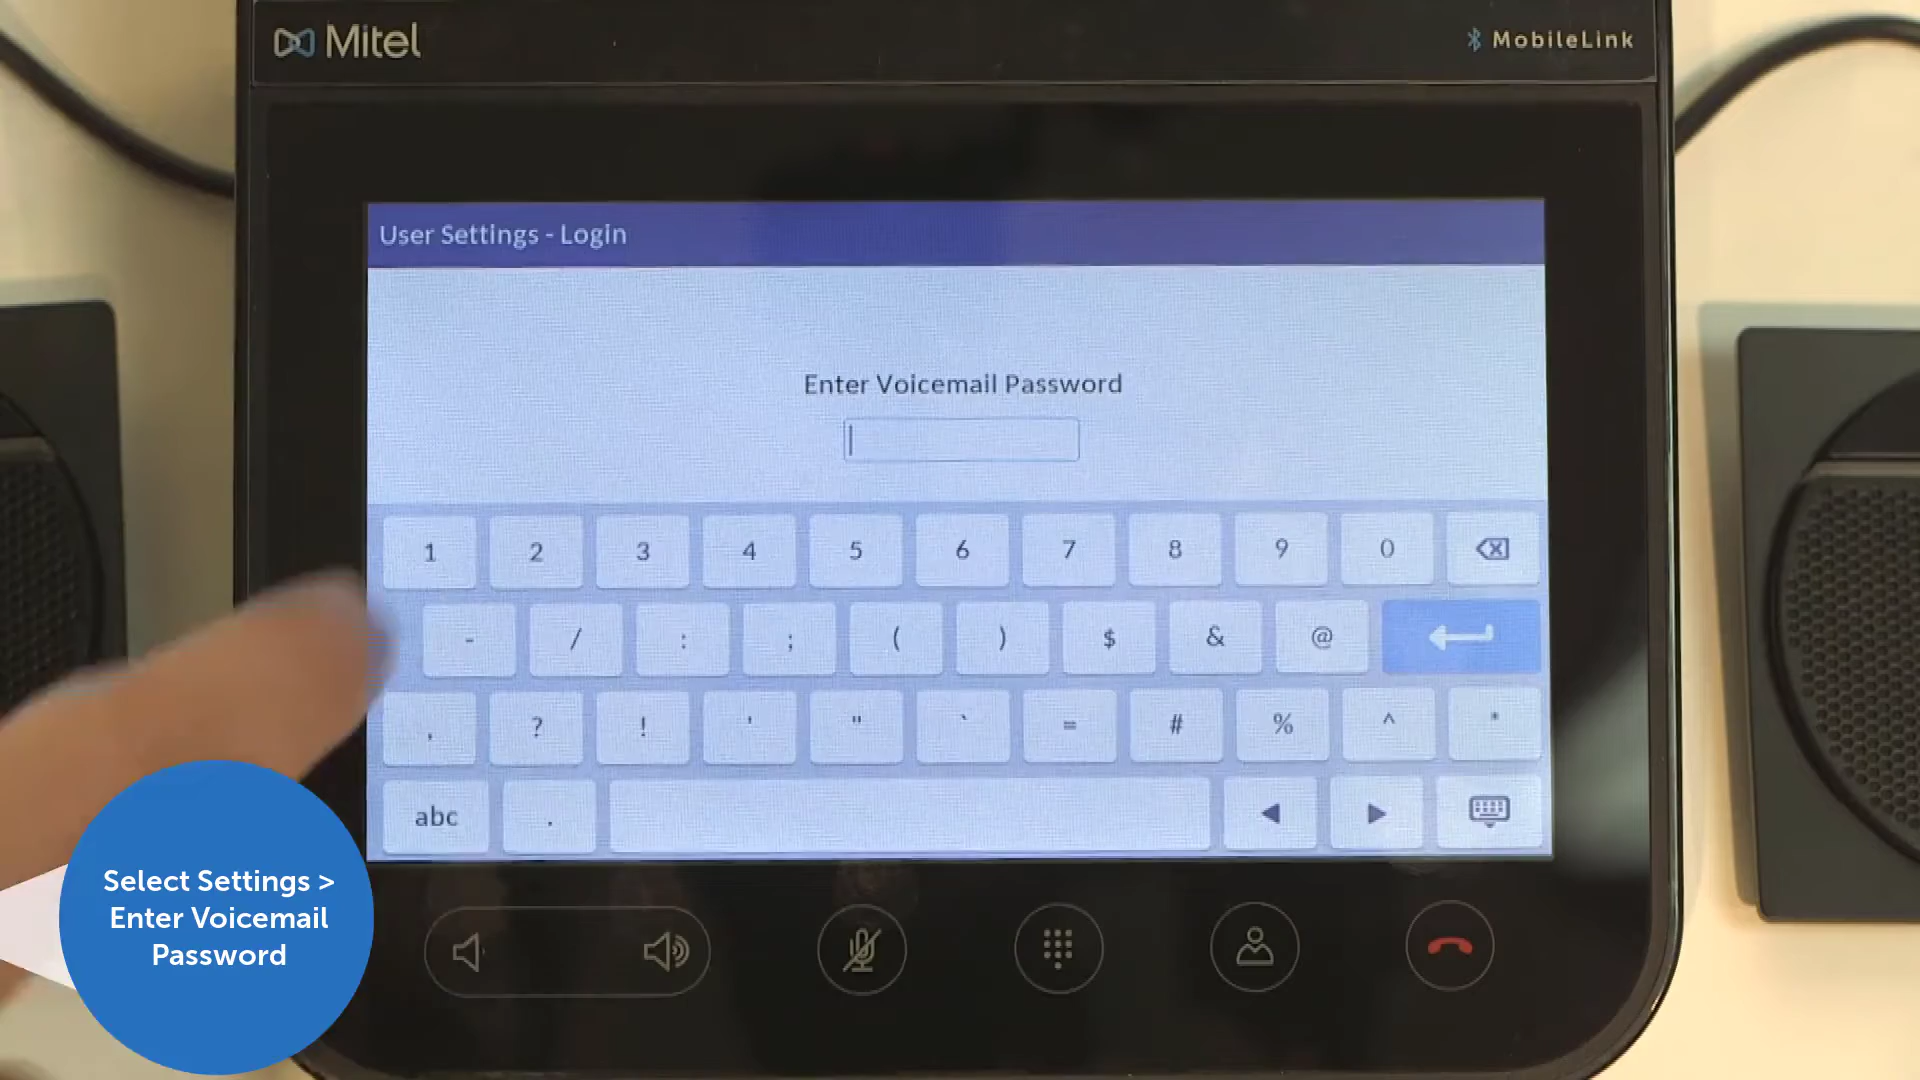 Mitel
MobileLink
User Settings - Login
Enter Voicemail Password
1 2 3 4 5 6 7 8 9 0
- / : ; ( ) $ & @
, ? ! ' " ` = # % ^ *
abc .
Select Settings >
Enter Voicemail
Password